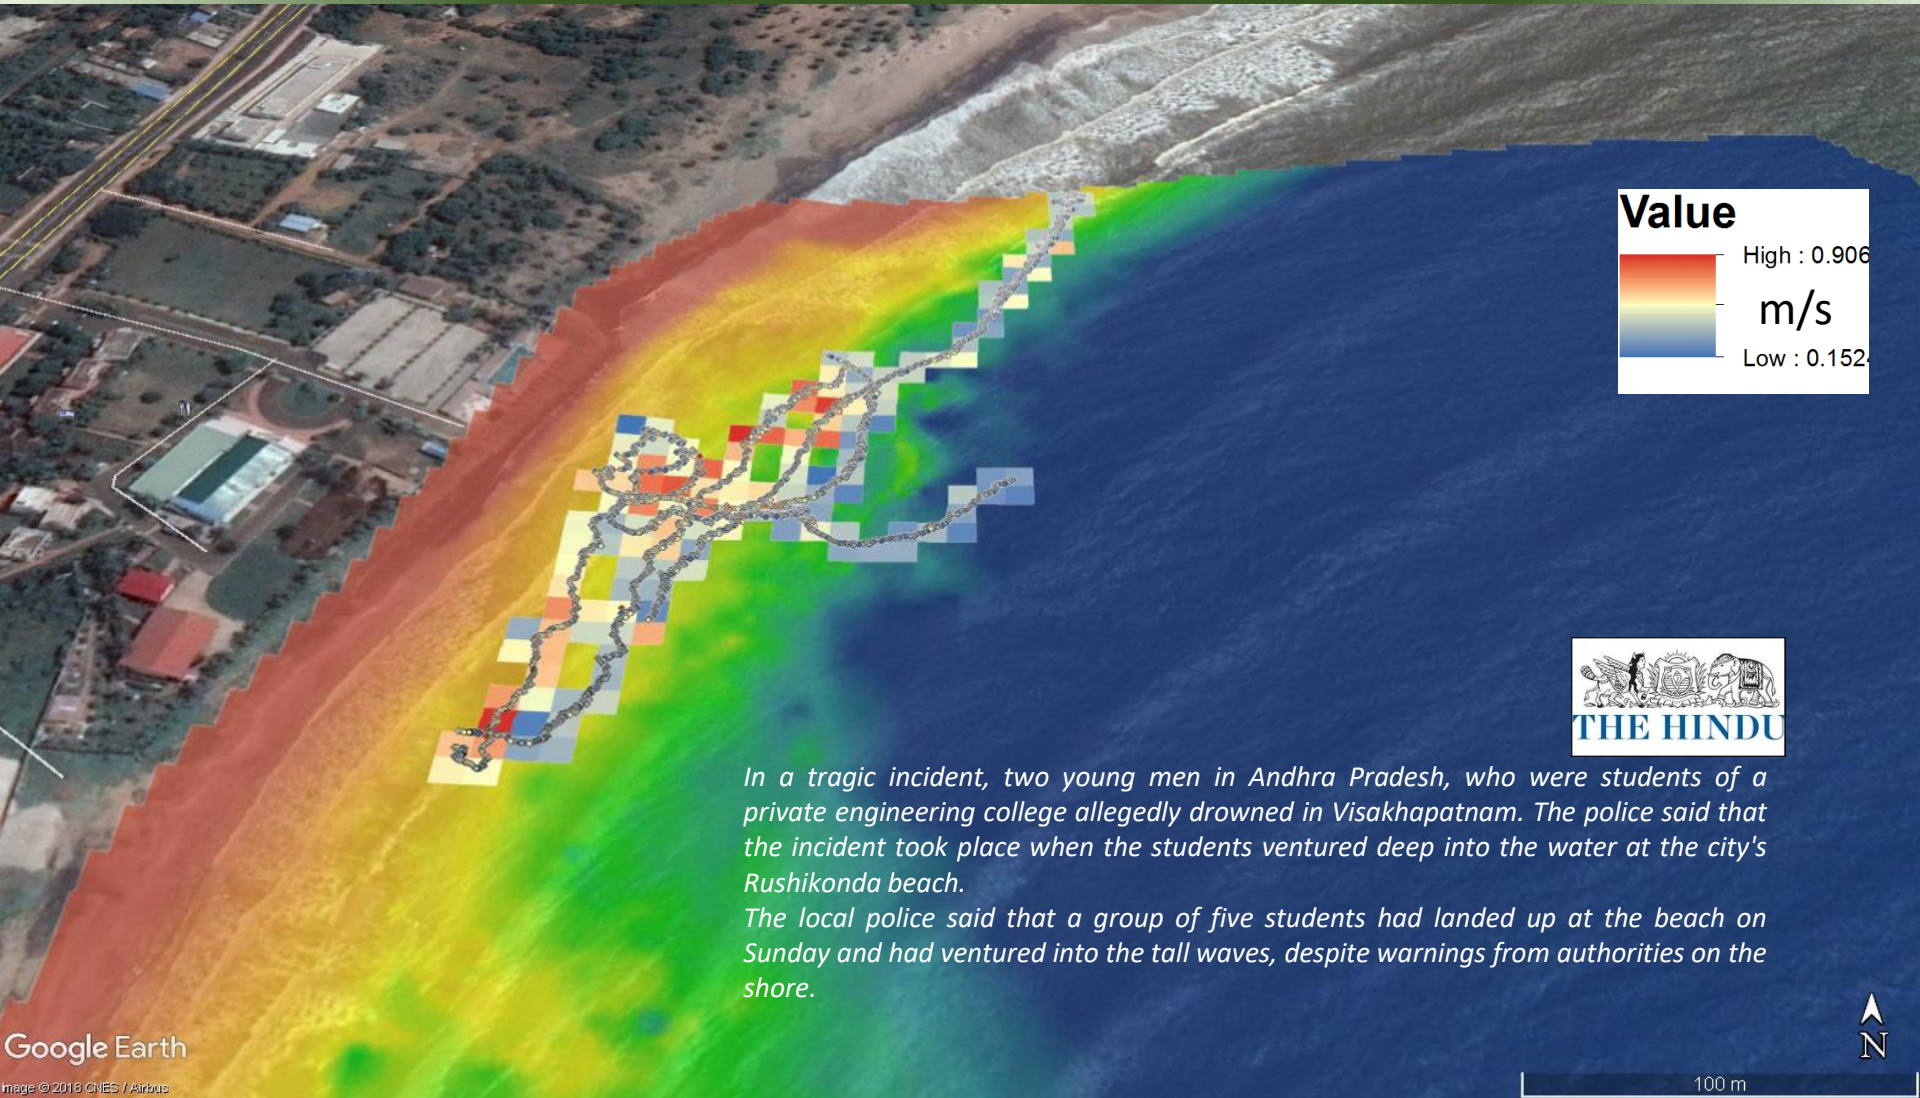 Value
High : 0.906
m/s
Low : 0.152
THE HINDU
In a tragic incident, two young men in Andhra Pradesh, who were students of a
private engineering college allegedly drowned in Visakhapatnam. The police said that
the incident took place when the students ventured deep into the water at the city's
Rushikonda beach.
The local police said that a group of five students had landed up at the beach on
Sunday and had ventured into the tall waves, despite warnings from authorities on the
shore.
Google Earth
N
mage © 2018 CNES / Airbus
100 m